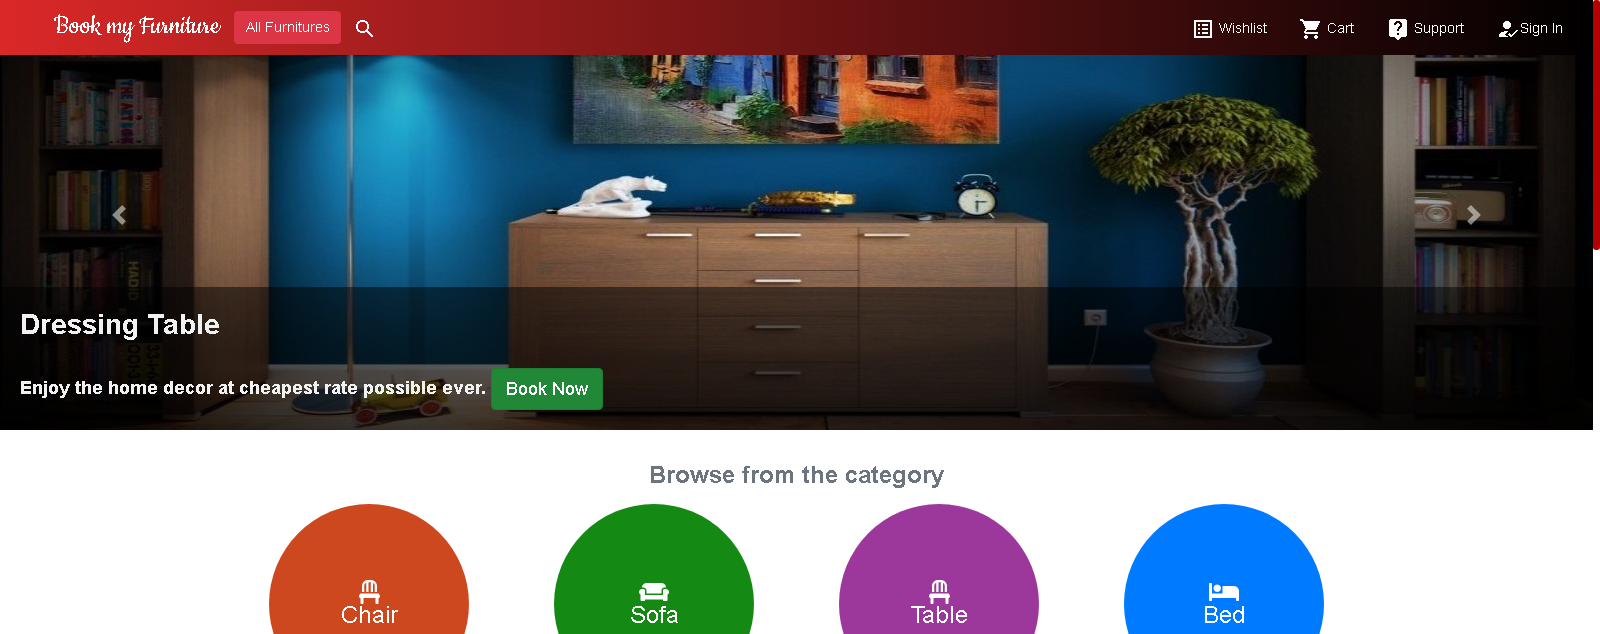 Book my Furniture
All Furnitures
Wishlist
Cart
Support
Sign In
Dressing Table
Enjoy the home decor at cheapest rate possible ever.
Book Now
Browse from the category
Chair
Sofa
Table
Bed